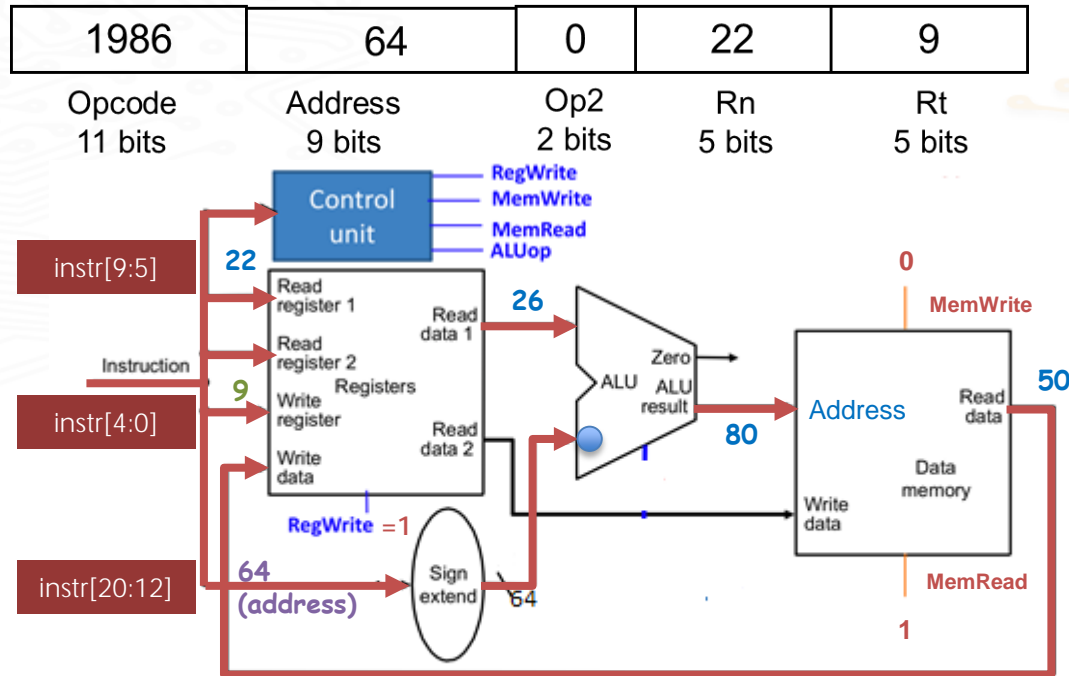 1986 64 0 22 9
Opcode Address Op2 Rn Rt
11 bits 9 bits 2 bits 5 bits 5 bits
RegWrite
MemWrite
MemRead
ALUop
Control
unit
instr[9:5]
22
Read
register 1
Read
data 1
26
0
MemWrite
Instruction
Read
register 2
Registers
Zero
ALU
ALU
result
50
9
instr[4:0]
Write
register
Read
data 2
80
Address
Read
data
Write
data
Data
memory
Write
data
RegWrite =1
instr[20:12]
64
(address)
Sign
extend
64
MemRead
1